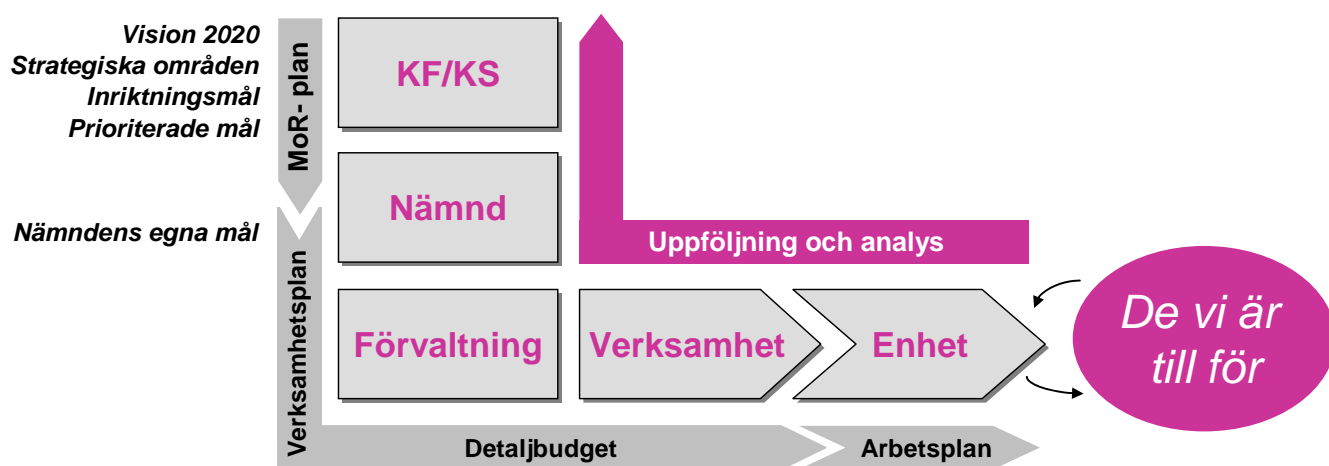 Vision 2020
Strategiska områden
Inriktningsmål
Prioriterade mål
MoR- plan
KF/KS
Nämnd
Nämndens egna mål
Uppföljning och analys
Verksamhetsplan
Förvaltning
Verksamhet
Enhet
De vi är
till för
Detaljbudget
Arbetsplan